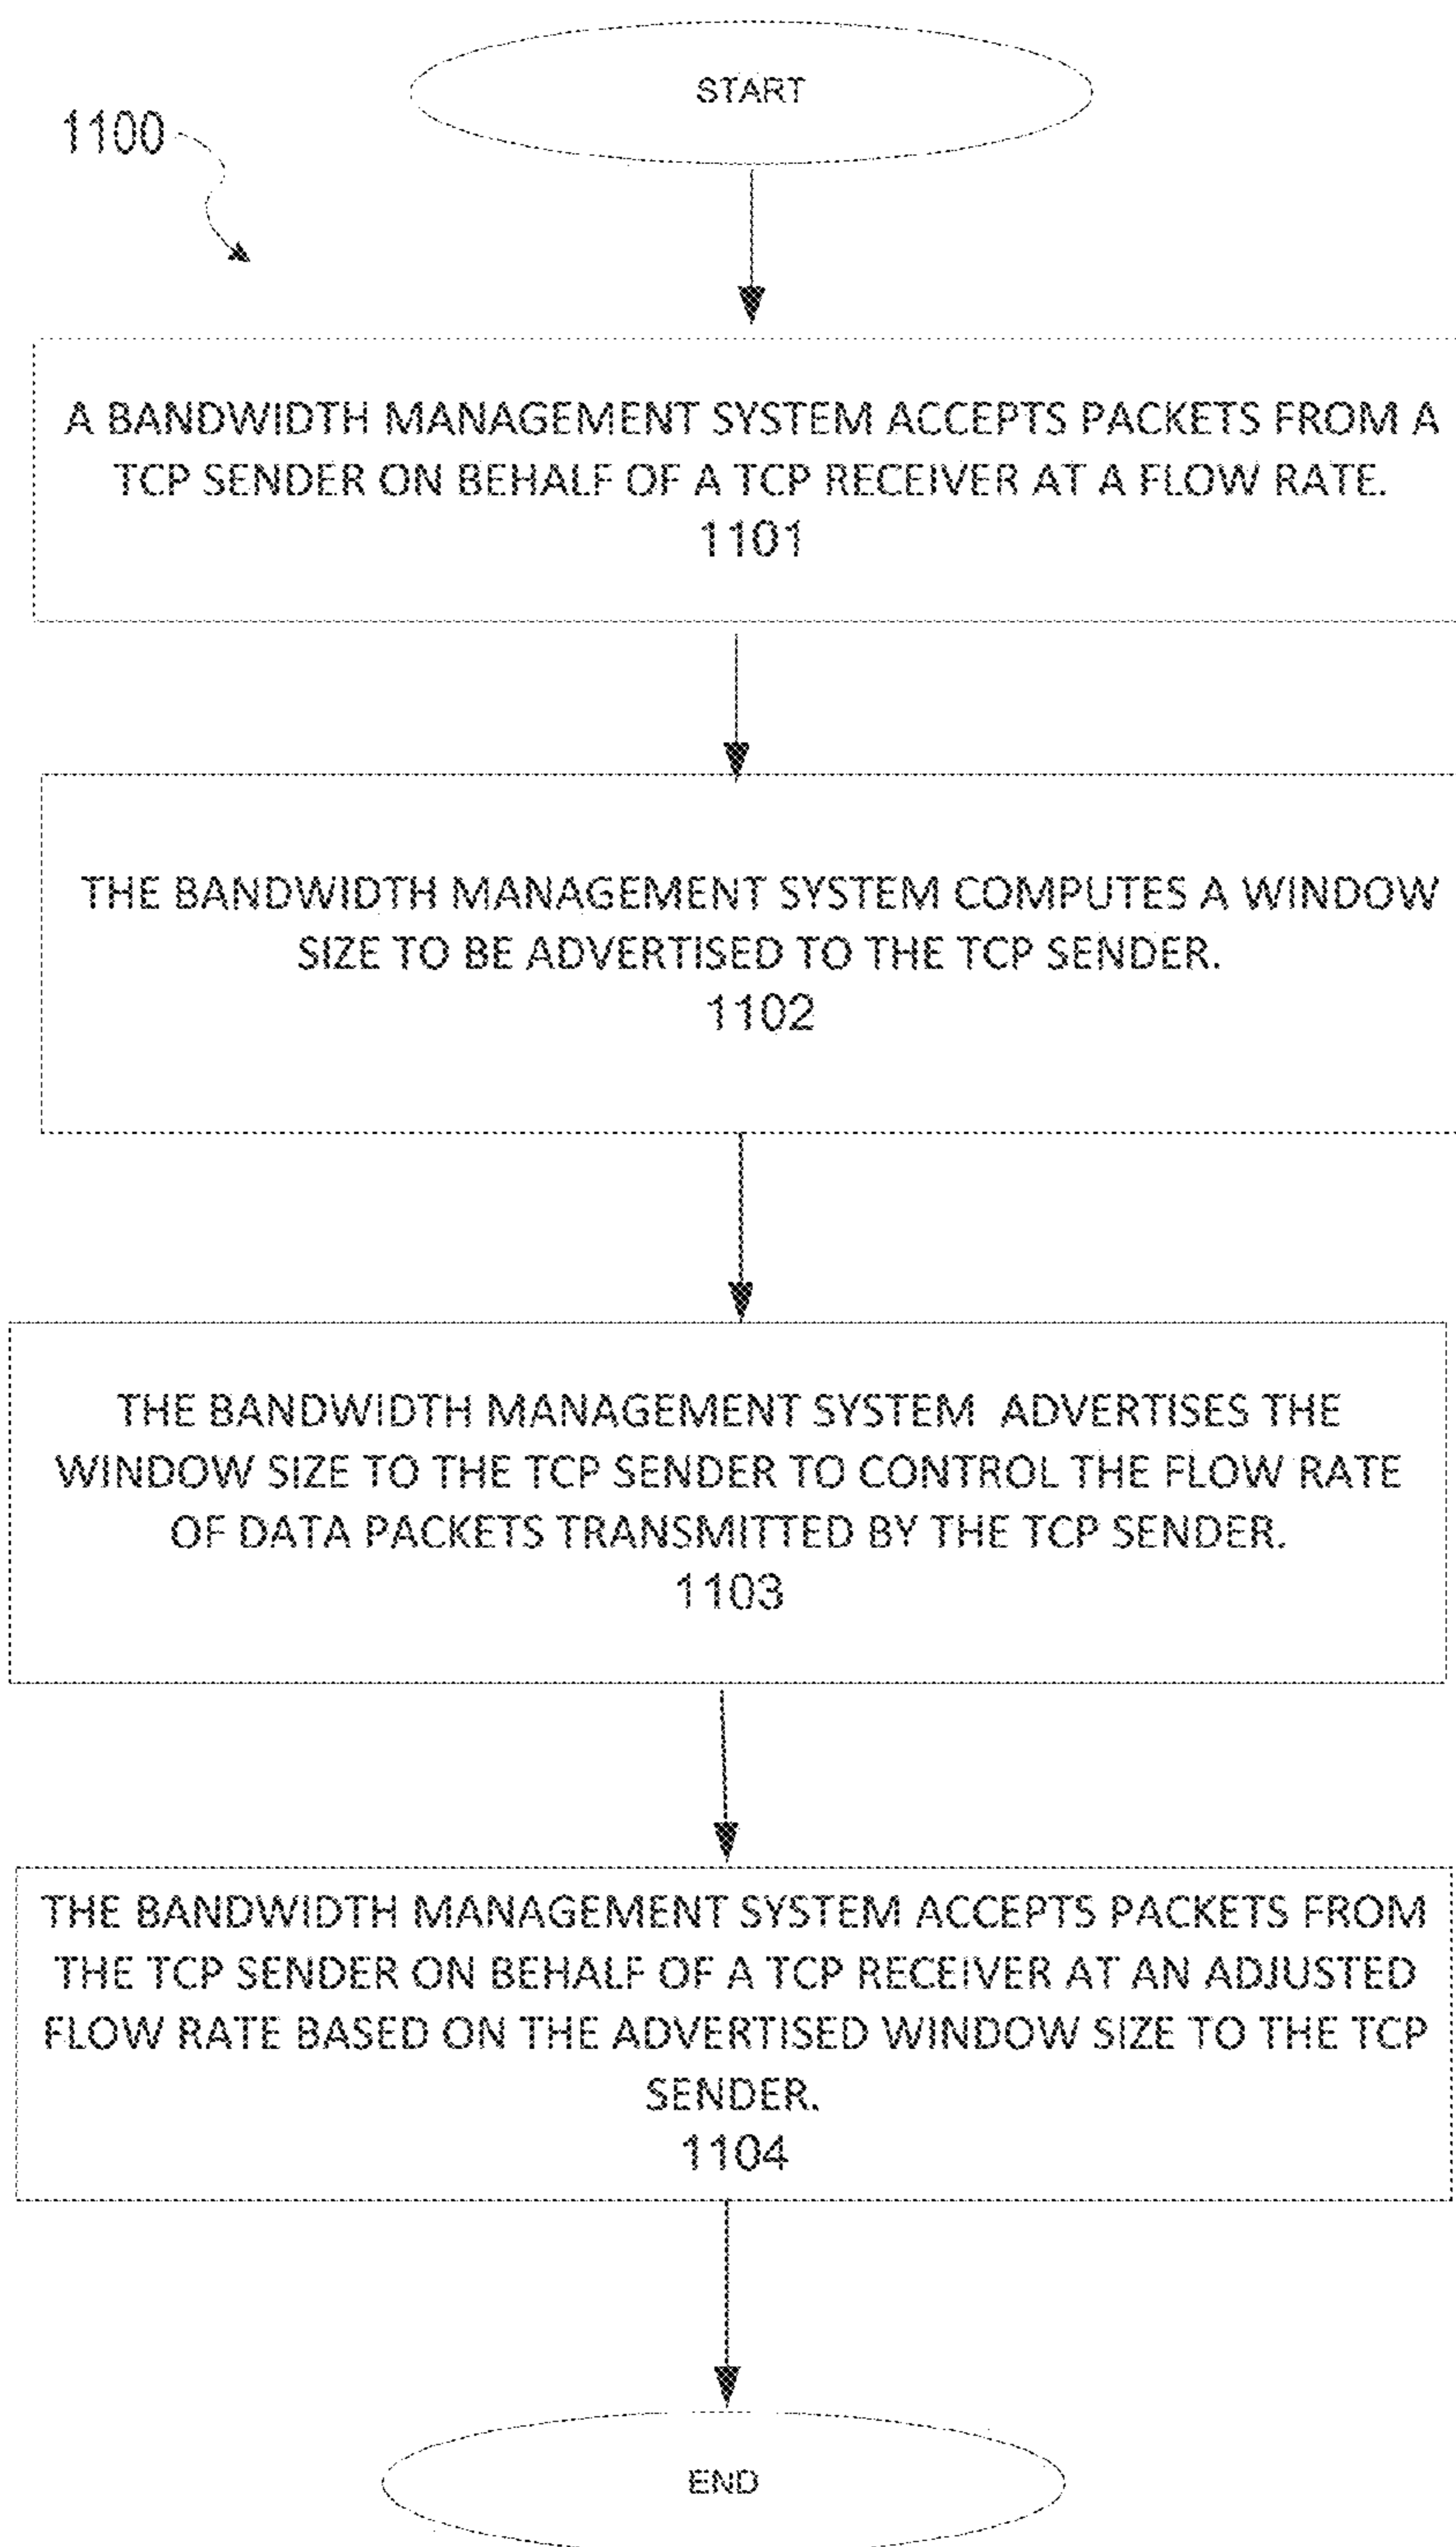 START
1100
A BANDWIDTH MANAGEMENT SYSTEM ACCEPTS PACKETS FROM A
TCP SENDER ON BEHALF OF A TCP RECEIVER AT A FLOW RATE.
1101
THE BANDWIDTH MANAGEMENT SYSTEM COMPUTES A WINDOW
SIZE TO BE ADVERTISED TO THE TCP SENDER.
1102
THE BANDWIDTH MANAGEMENT SYSTEM ADVERTISES THE
WINDOW SIZE TO THE TCP SENDER TO CONTROL THE FLOW RATE
OF DATA PACKETS TRANSMITTED BY THE TCP SENDER.
1103
THE BANDWIDTH MANAGEMENT SYSTEM ACCEPTS PACKETS FROM
THE TCP SENDER ON BEHALF OF A TCP RECEIVER AT AN ADJUSTED
FLOW RATE BASED ON THE ADVERTISED WINDOW SIZE TO THE TCP
SENDER.
1104
END